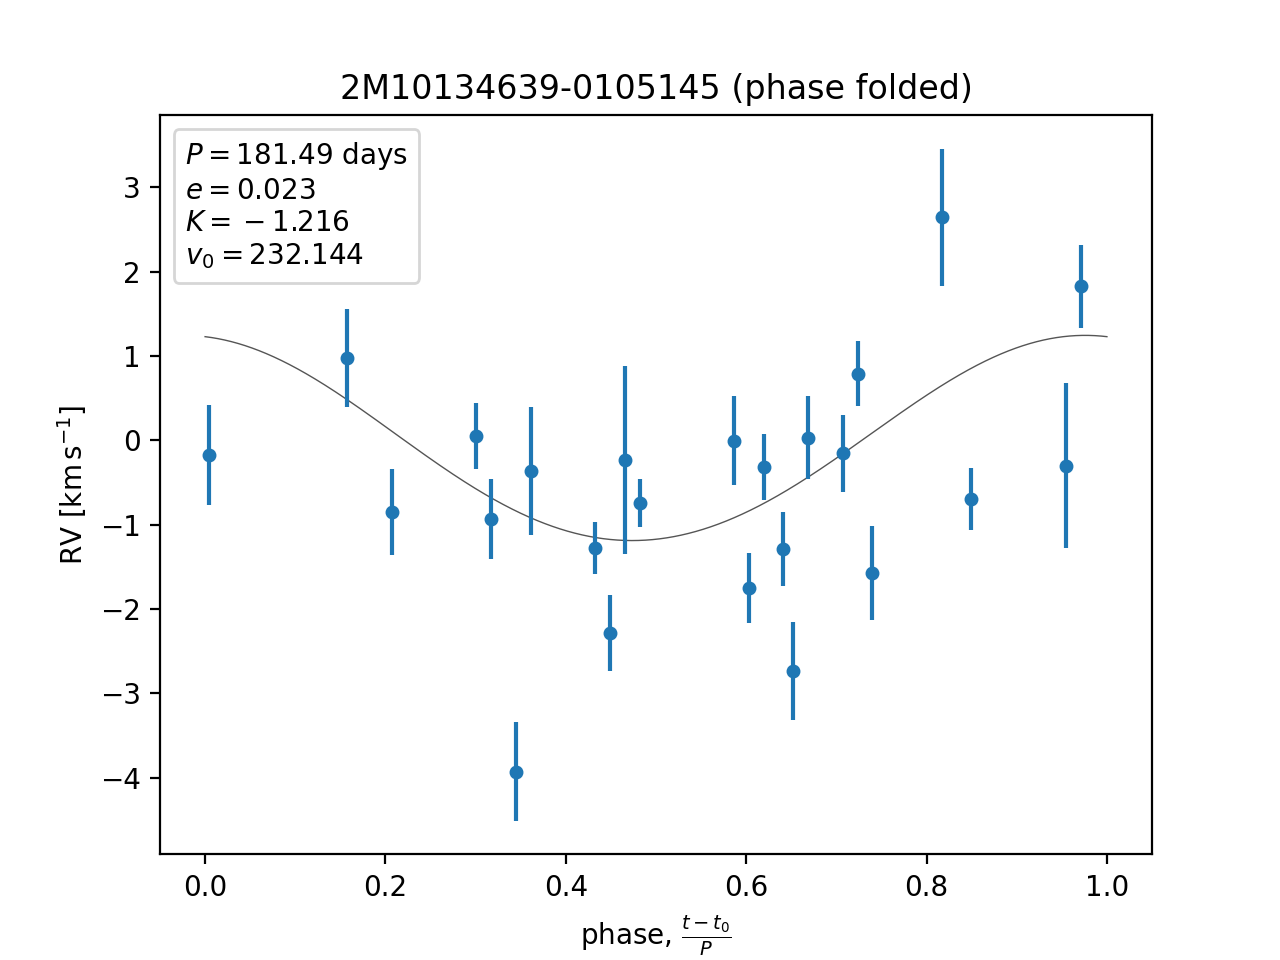 2M10134639-0105145 (phase folded)
P = 181.49 days
e = 0.023
K = −1.216
v₀ = 232.144
3
2
1
0
−1
−2
−3
−4
RV [km s⁻¹]
0.0 0.2 0.4 0.6 0.8 1.0
phase, (t − t₀)/P